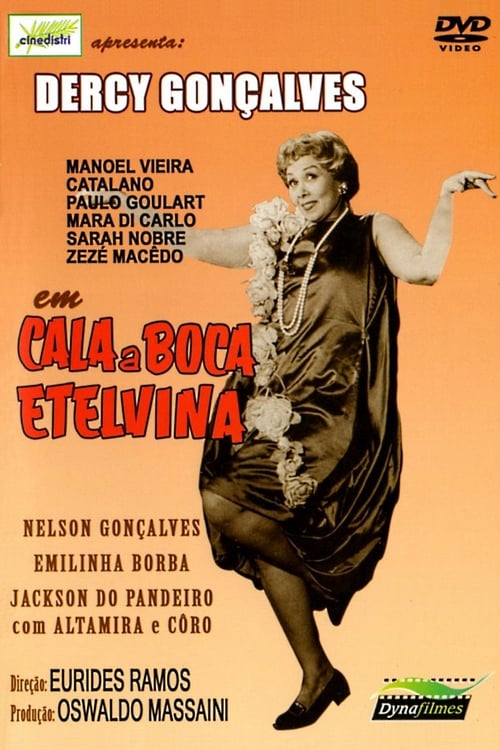 cinedistri
apresenta:
DVD
VIDEO
DERCY GONÇALVES
MANOEL VIEIRA
CATALANO
PAULO GOULART
MARA DI CARLO
SARAH NOBRE
ZEZÉ MACÊDO
em
CALA a BOCA
ETELVINA
NELSON GONÇALVES
EMILINHA BORBA
JACKSON DO PANDEIRO
com ALTAMIRA e CÔRO
Direção: EURIDES RAMOS
Produção: OSWALDO MASSAINI
Dynafilmes